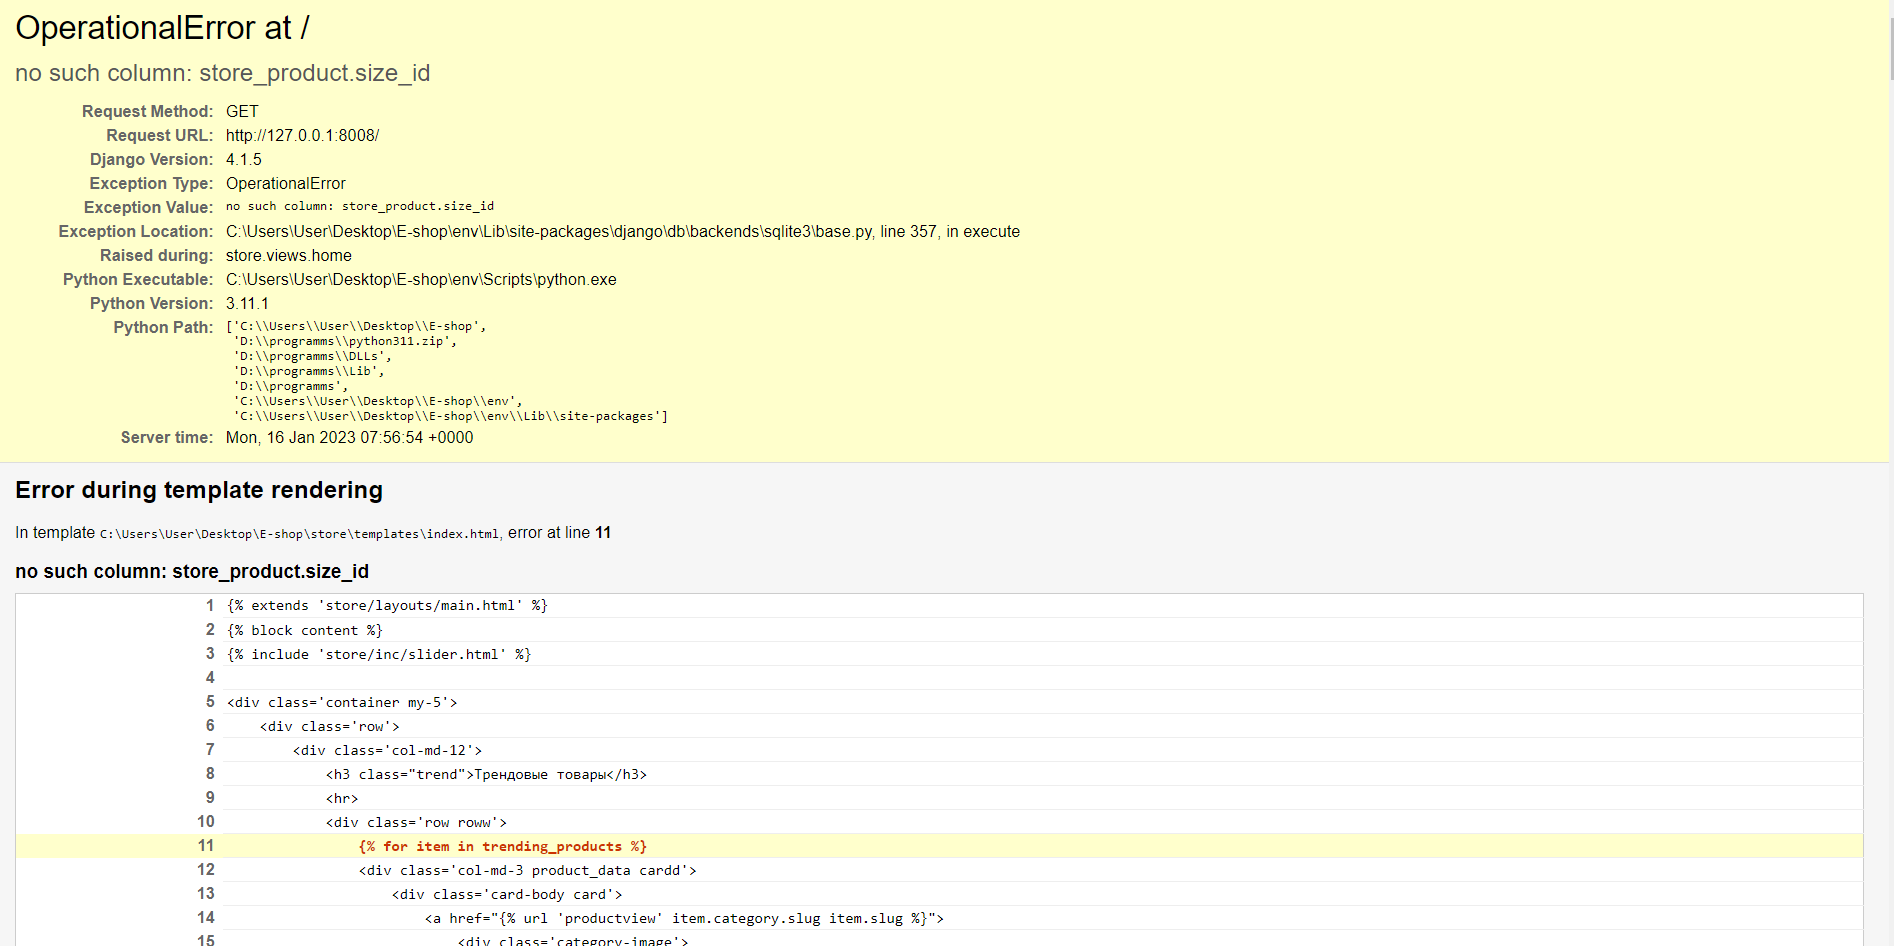 OperationalError at /
no such column: store_product.size_id
Request Method: GET
Request URL: http://127.0.0.1:8008/
Django Version: 4.1.5
Exception Type: OperationalError
Exception Value: no such column: store_product.size_id
Exception Location: C:\Users\User\Desktop\E-shop\env\Lib\site-packages\django\db\backends\sqlite3\base.py, line 357, in execute
Raised during: store.views.home
Python Executable: C:\Users\User\Desktop\E-shop\env\Scripts\python.exe
Python Version: 3.11.1
Python Path: ['C:\\Users\\User\\Desktop\\E-shop',
'D:\\programms\\python311.zip',
'D:\\programms\\DLLs',
'D:\\programms\\Lib',
'D:\\programms',
'C:\\Users\\User\\Desktop\\E-shop\\env',
'C:\\Users\\User\\Desktop\\E-shop\\env\\Lib\\site-packages']
Server time: Mon, 16 Jan 2023 07:56:54 +0000
Error during template rendering
In template C:\Users\User\Desktop\E-shop\store\templates\index.html, error at line 11
no such column: store_product.size_id
1 {% extends 'store/layouts/main.html' %}
2 {% block content %}
3 {% include 'store/inc/slider.html' %}
4
5 <div class='container my-5'>
6 <div class='row'>
7 <div class='col-md-12'>
8 <h3 class="trend">Трендовые товары</h3>
9 <hr>
10 <div class='row roww'>
11 {% for item in trending_products %}
12 <div class='col-md-3 product_data cardd'>
13 <div class='card-body card'>
14 <a href="{% url 'productview' item.category.slug item.slug %}">
15 <div class='category-image'>